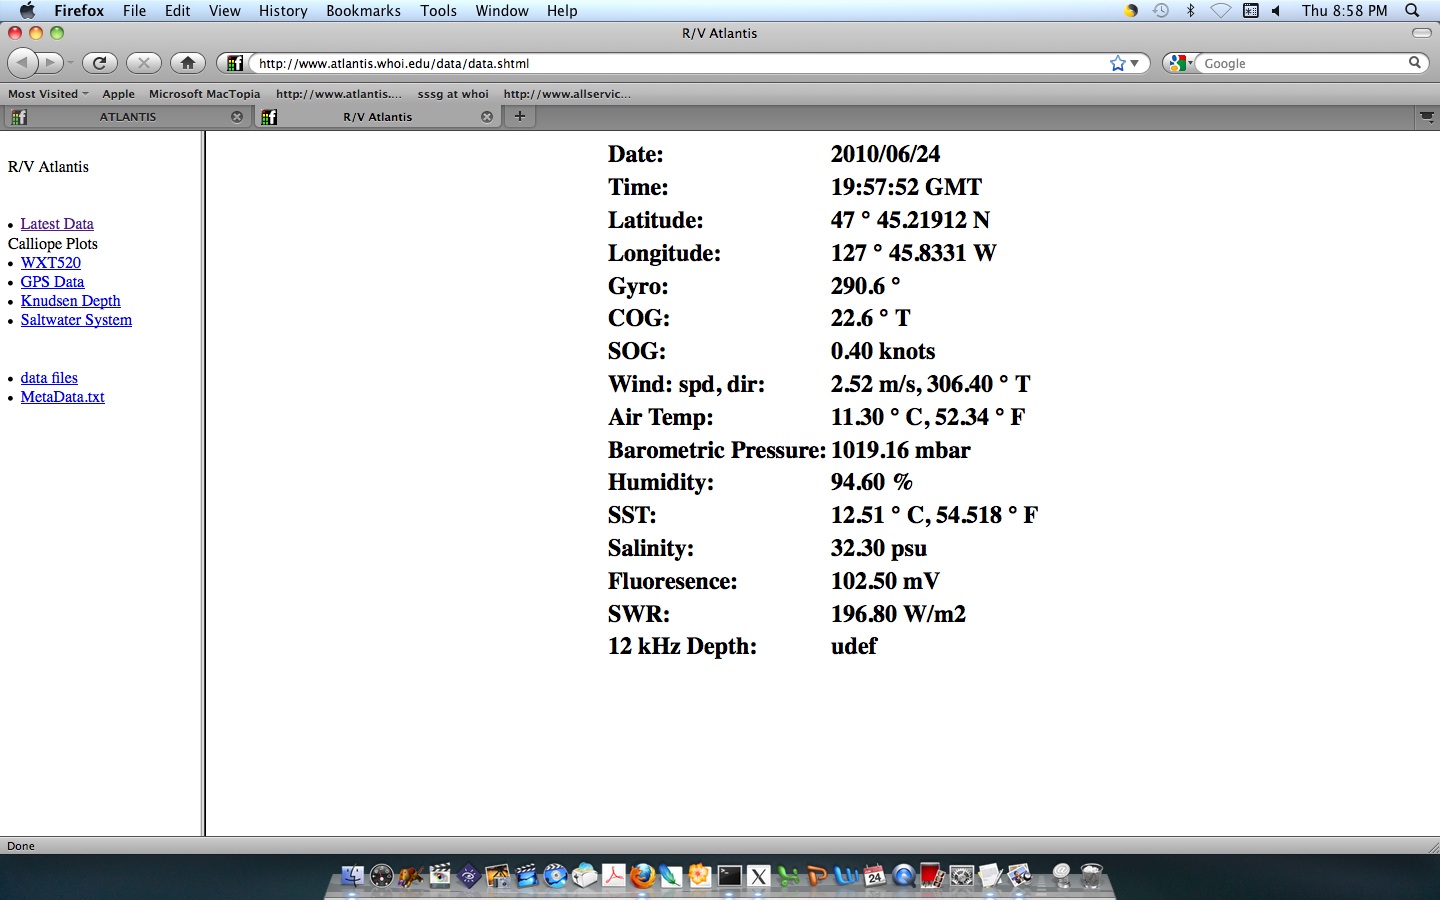 Firefox File Edit View History Bookmarks Tools Window Help Thu 8:58 PM
R/V Atlantis
http://www.atlantis.whoi.edu/data/data.shtml Google
Most Visited Apple Microsoft MacTopia http://www.atlantis.... sssg at whoi http://www.allservic...
ATLANTIS R/V Atlantis
R/V Atlantis
• Latest Data
Calliope Plots
• WXT520
• GPS Data
• Knudsen Depth
• Saltwater System
• data files
• MetaData.txt
Date: 2010/06/24
Time: 19:57:52 GMT
Latitude: 47 ° 45.21912 N
Longitude: 127 ° 45.8331 W
Gyro: 290.6 °
COG: 22.6 ° T
SOG: 0.40 knots
Wind: spd, dir: 2.52 m/s, 306.40 ° T
Air Temp: 11.30 ° C, 52.34 ° F
Barometric Pressure: 1019.16 mbar
Humidity: 94.60 %
SST: 12.51 ° C, 54.518 ° F
Salinity: 32.30 psu
Fluoresence: 102.50 mV
SWR: 196.80 W/m2
12 kHz Depth: udef
Done
24